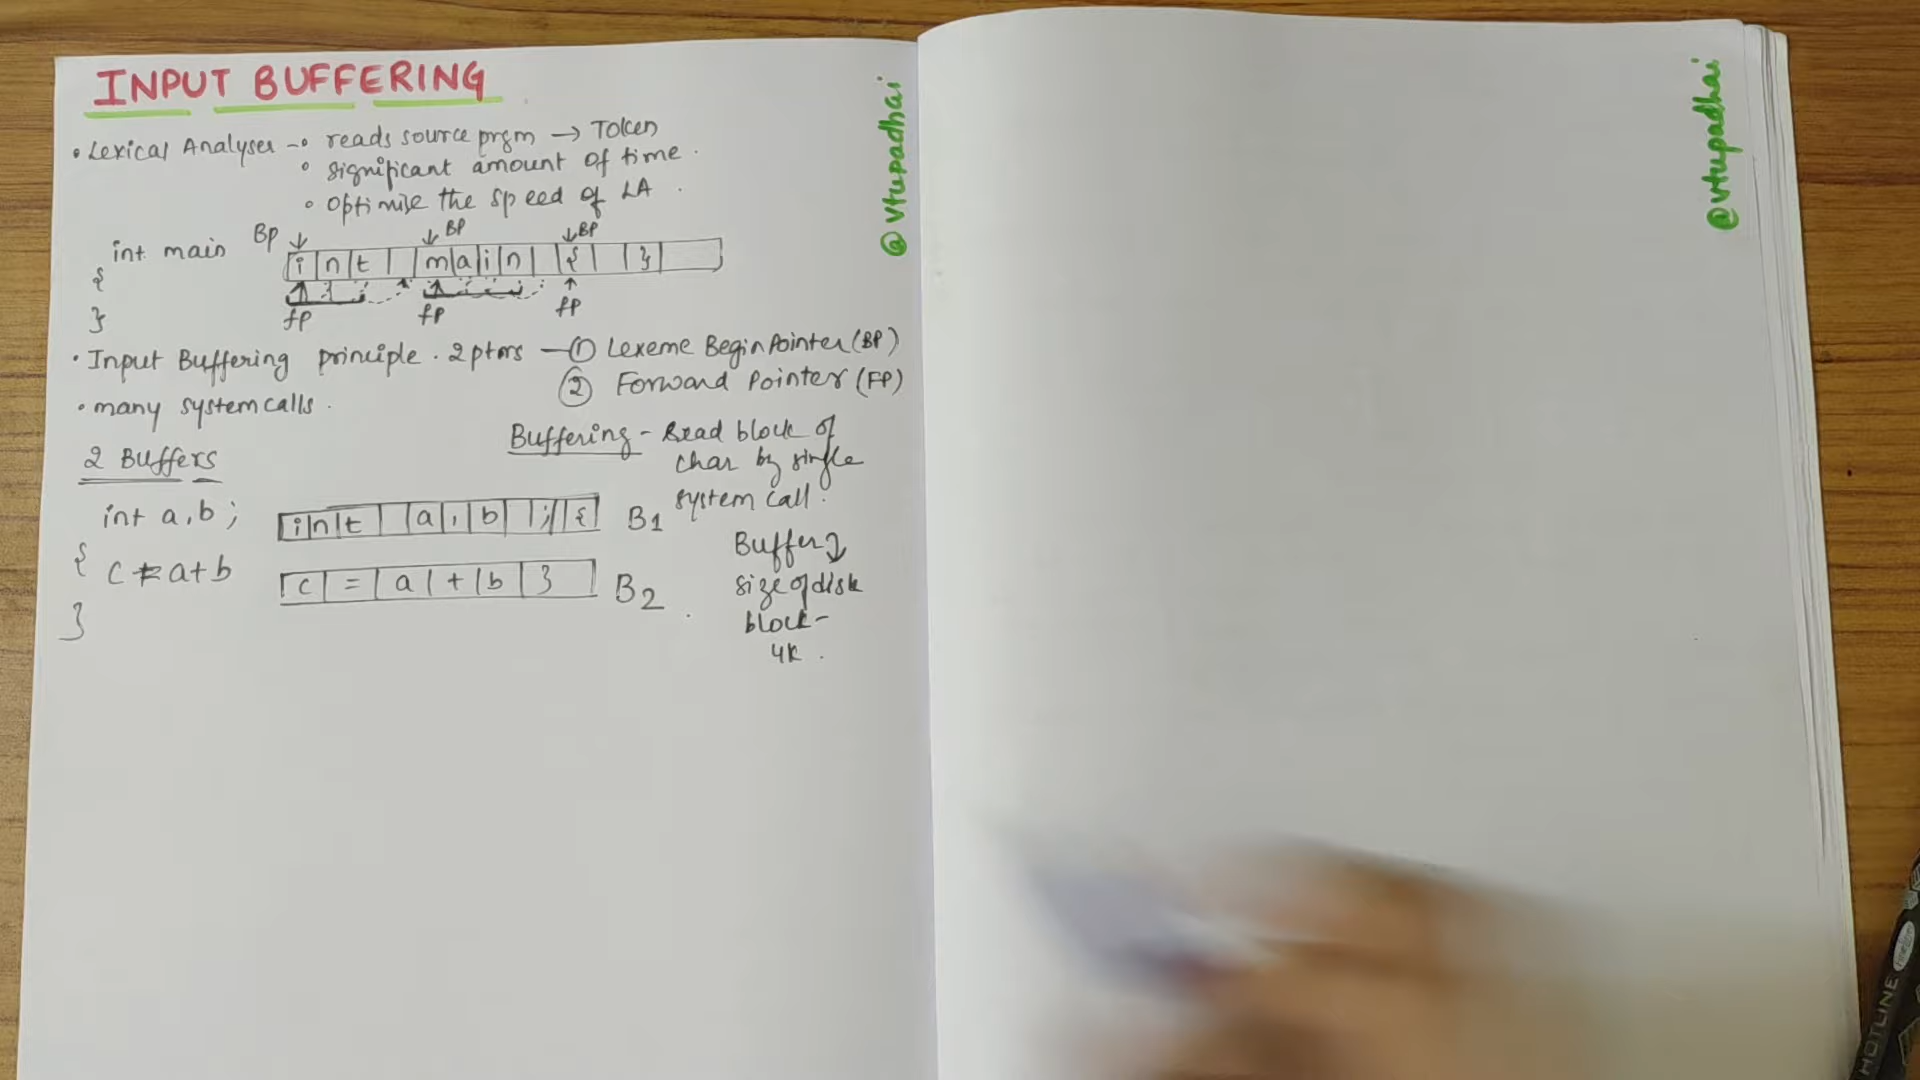 INPUT BUFFERING
• Lexical Analyser - ◦ reads source prgm → Token
◦ significant amount of time.
◦ optimise the speed of LA.
int main
{
}
BP ↓ ↓ BP ↓ BP
i n t m a i n { }
fp fp fp
• Input Buffering principle. 2 ptrs — ① Lexeme Begin Pointer (BP)
② Forward Pointer (FP)
• many system calls.
Buffering - Read block of
char by single
system call.
2 Buffers
int a,b;
{ c = a+b
}
i n t a , b ; { B1
c = a + b } B2
Buffer
size of disk
block -
4K.
@vtupadhai
@vtupadhai
HOTLINE